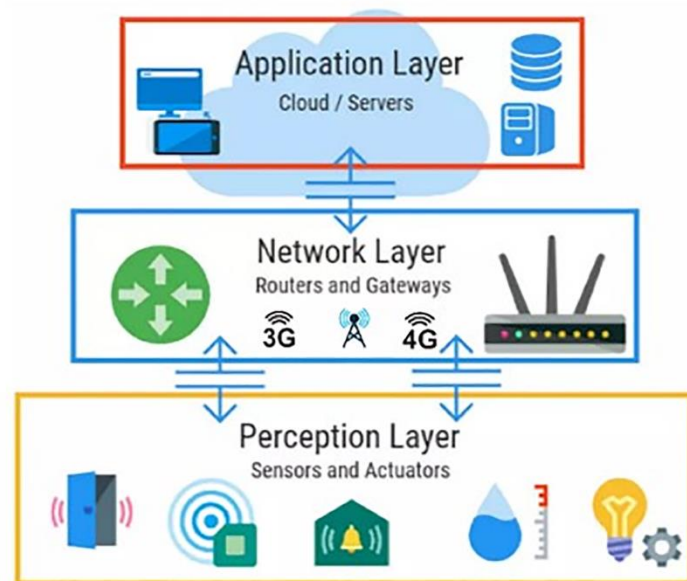 Application Layer
Cloud / Servers
Network Layer
Routers and Gateways
3G
4G
Perception Layer
Sensors and Actuators